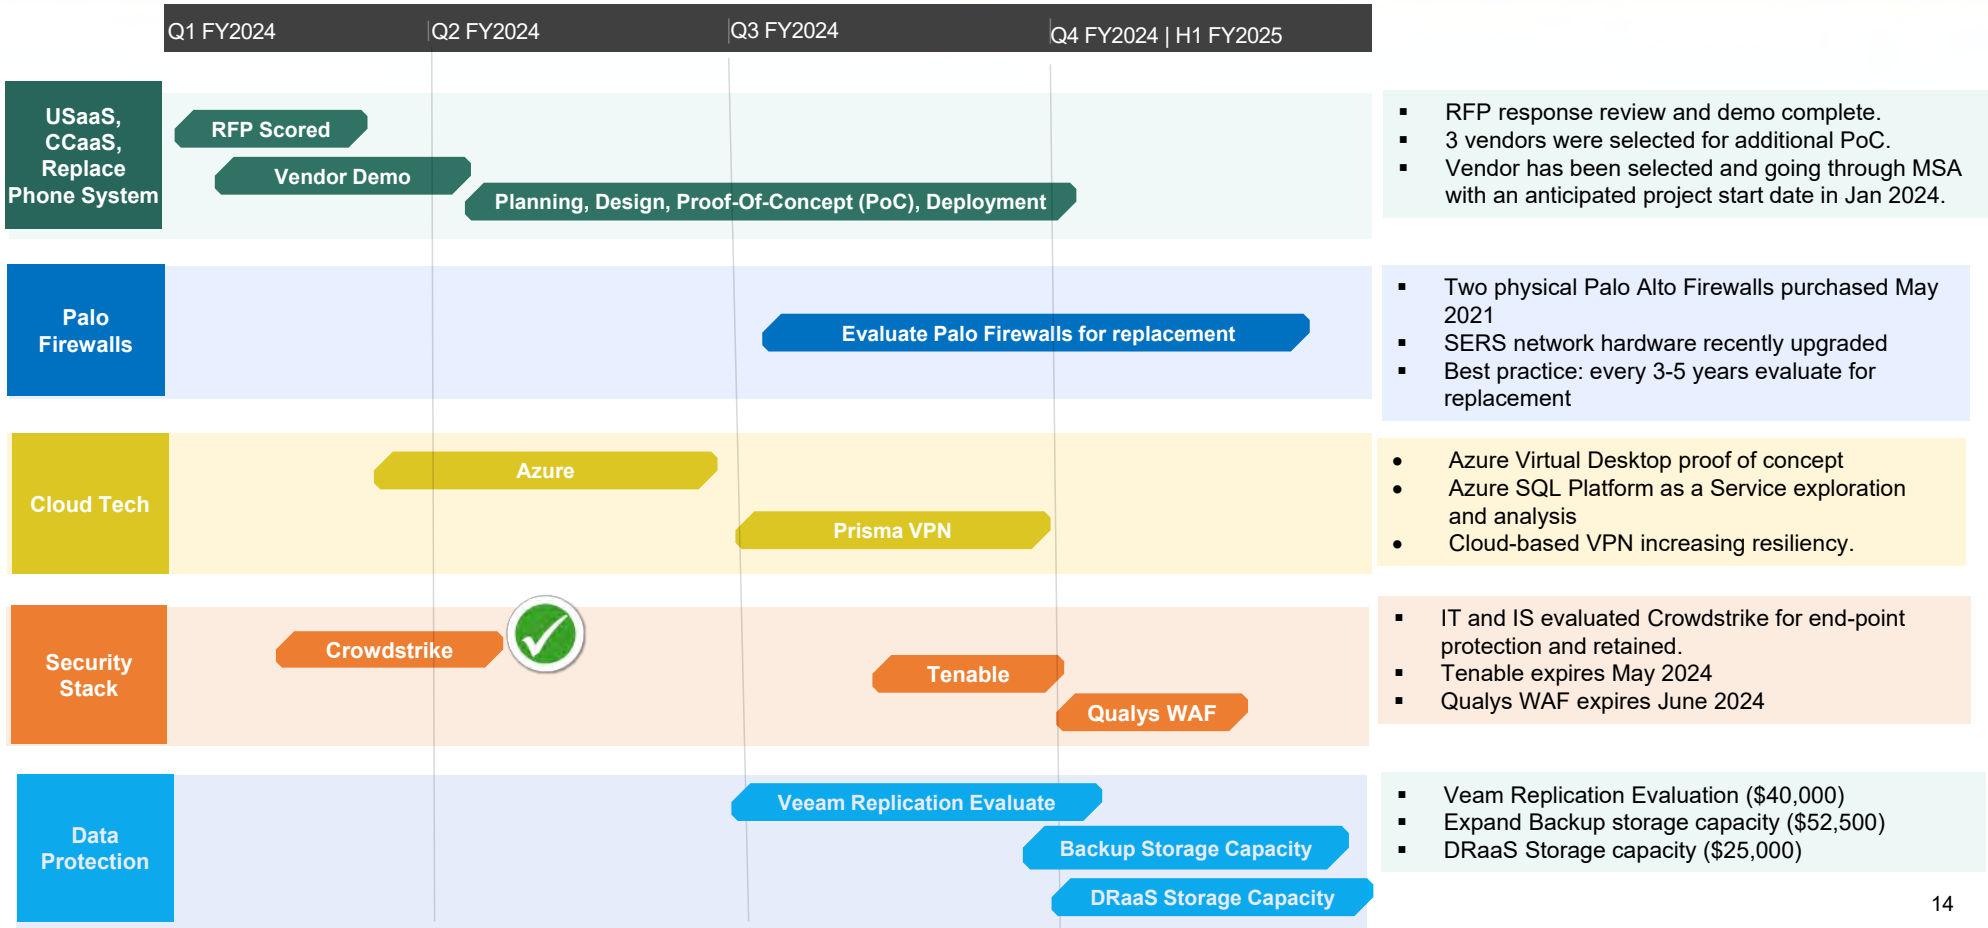 Q1 FY2024
Q2 FY2024
Q3 FY2024
Q4 FY2024 | H1 FY2025
USaaS,
CCaaS,
Replace
Phone System
RFP Scored
Vendor Demo
Planning, Design, Proof-Of-Concept (PoC), Deployment
▪ RFP response review and demo complete.
▪ 3 vendors were selected for additional PoC.
▪ Vendor has been selected and going through MSA
with an anticipated project start date in Jan 2024.
Palo
Firewalls
Evaluate Palo Firewalls for replacement
▪ Two physical Palo Alto Firewalls purchased May
2021
▪ SERS network hardware recently upgraded
▪ Best practice: every 3-5 years evaluate for
replacement
Cloud Tech
Azure
Prisma VPN
• Azure Virtual Desktop proof of concept
• Azure SQL Platform as a Service exploration
and analysis
• Cloud-based VPN increasing resiliency.
Security
Stack
Crowdstrike
Tenable
Qualys WAF
▪ IT and IS evaluated Crowdstrike for end-point
protection and retained.
▪ Tenable expires May 2024
▪ Qualys WAF expires June 2024
Data
Protection
Veeam Replication Evaluate
Backup Storage Capacity
DRaaS Storage Capacity
▪ Veam Replication Evaluation ($40,000)
▪ Expand Backup storage capacity ($52,500)
▪ DRaaS Storage capacity ($25,000)
14